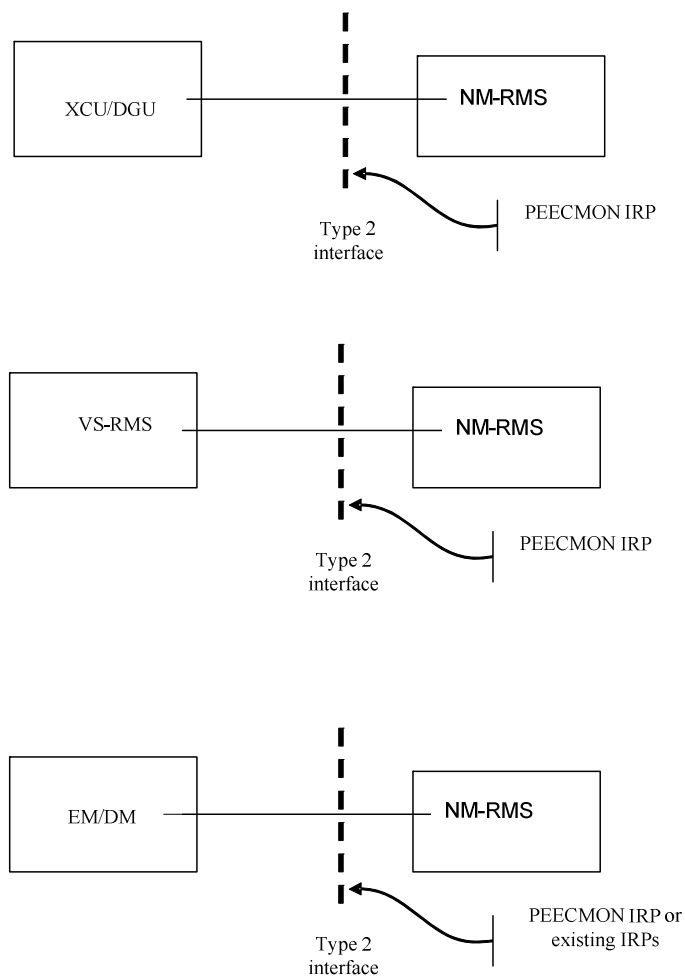 XCU/DGU
NM-RMS
PEECMON IRP
Type 2
interface
VS-RMS
NM-RMS
PEECMON IRP
Type 2
interface
EM/DM
NM-RMS
PEECMON IRP or
existing IRPs
Type 2
interface